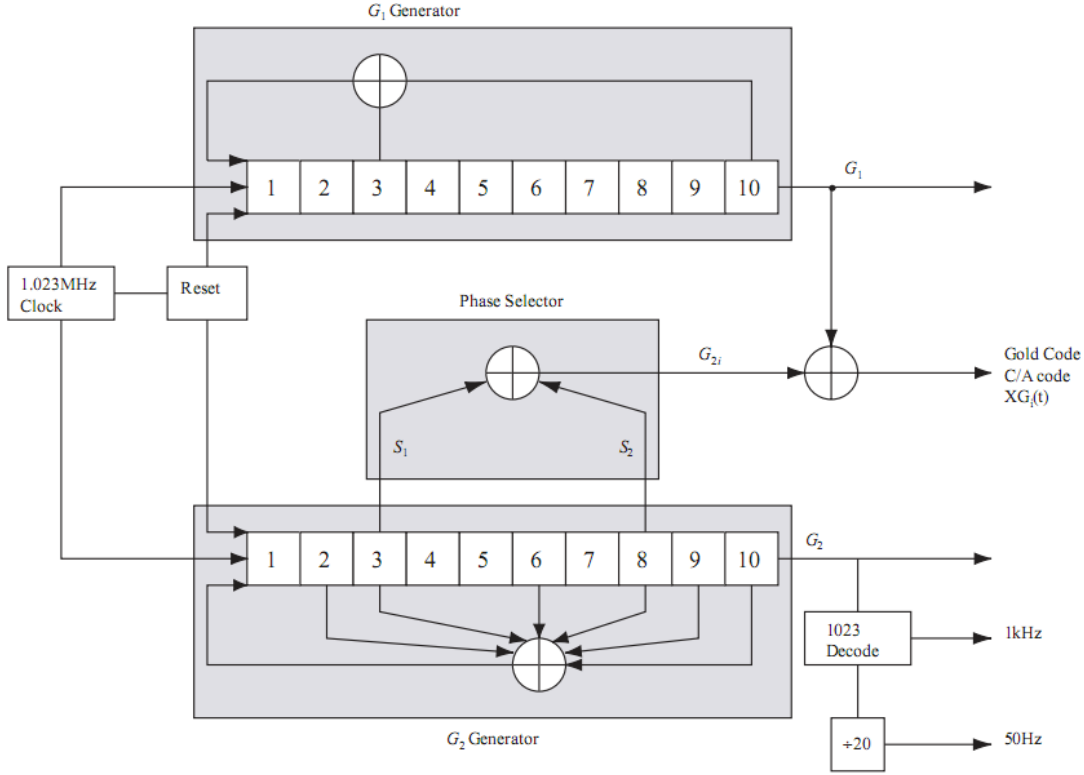 G1 Generator
1 2 3 4 5 6 7 8 9 10
G1
1.023MHz
Clock
Reset
Phase Selector
G2i
Gold Code
C/A code
XGi(t)
S1
S2
1 2 3 4 5 6 7 8 9 10
G2
1023
Decode
1kHz
G2 Generator
÷20
50Hz